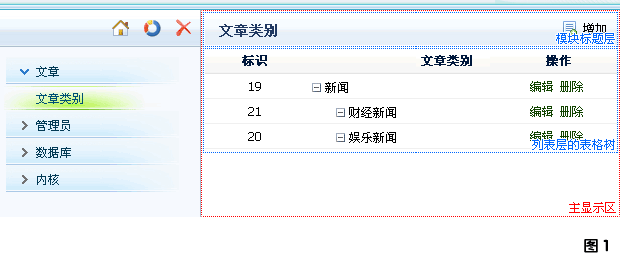 文章类别 增加
模块标题层
标识 文章类别 操作
文章
19 新闻 编辑 删除
文章类别
21 财经新闻 编辑 删除
管理员
20 娱乐新闻 编辑 删除
列表层的表格树
数据库
内核
主显示区
图 1